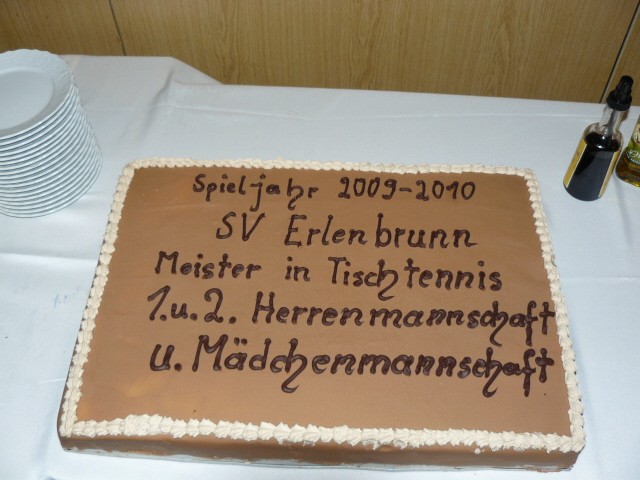 Spieljahr 2009-2010
SV Erlenbrunn
Meister in Tischtennis
1. u. 2. Herrenmannschaft
u. Mädchenmannschaft